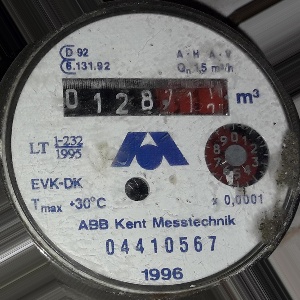 D 92 A · H A · V
6.131.92 Qn 1,5 m³/h
0128711 m³
LT 1-232
1995
EVK-DK
Tmax +30°C x 0,0001
ABB Kent Messtechnik
04410567
1996